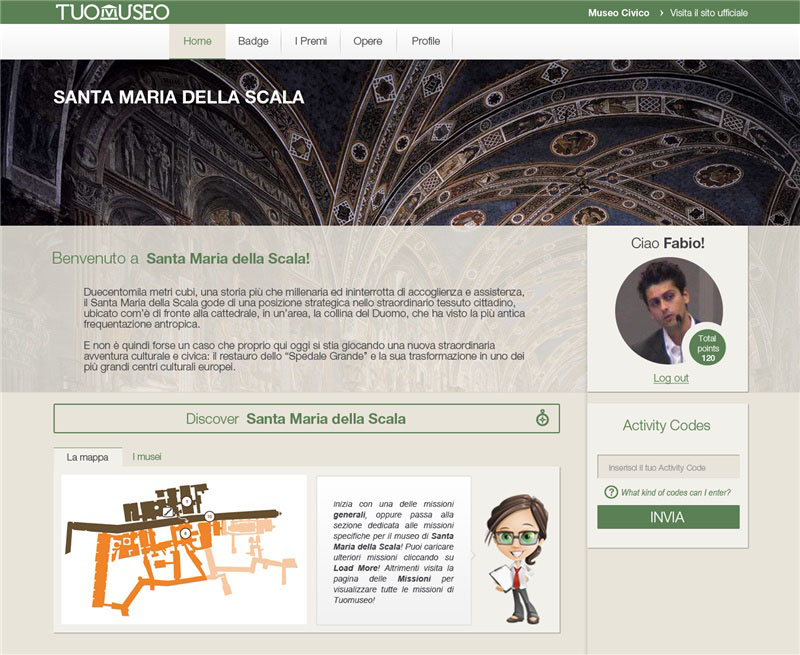 TUOMUSEO
Museo Civico › Visita il sito ufficiale
Home Badge I Premi Opere Profile
SANTA MARIA DELLA SCALA
Benvenuto a Santa Maria della Scala!
Duecentomila metri cubi, una storia più che millenaria ed ininterrotta di accoglienza e assistenza,
il Santa Maria della Scala gode di una posizione strategica nello straordinario tessuto cittadino,
ubicato com'è di fronte alla cattedrale, in un'area, la collina del Duomo, che ha visto la più antica
frequentazione antropica.
E non è quindi forse un caso che proprio qui oggi si stia giocando una nuova straordinaria
avventura culturale e civica: il restauro dello “Spedale Grande” e la sua trasformazione in uno dei
più grandi centri culturali europei.
Ciao Fabio!
Total
points
120
Log out
Discover Santa Maria della Scala
La mappa I musei
Inizia con una delle missioni
generali, oppure passa alla
sezione dedicata alle missioni
specifiche per il museo di Santa
Maria della Scala! Puoi caricare
ulteriori missioni cliccando su
Load More! Altrimenti visita la
pagina delle Missioni per
visualizzare tutte le missioni di
Tuomuseo!
Activity Codes
Inserisci il tuo Activity Code
? What kind of codes can I enter?
INVIA